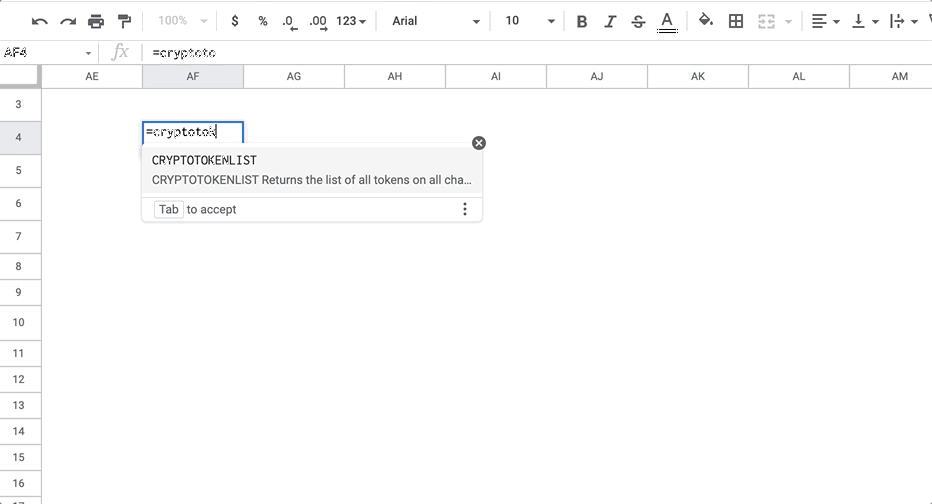 100% $ % .0 .00 123 Arial 10 B I S A
AF4 fx =cryptoto
AE AF AG AH AI AJ AK AL AM
3
4 =cryptotok
CRYPTOTOKENLIST
5 CRYPTOTOKENLIST Returns the list of all tokens on all cha...
6 Tab to accept
7
8
9
10
11
12
13
14
15
16